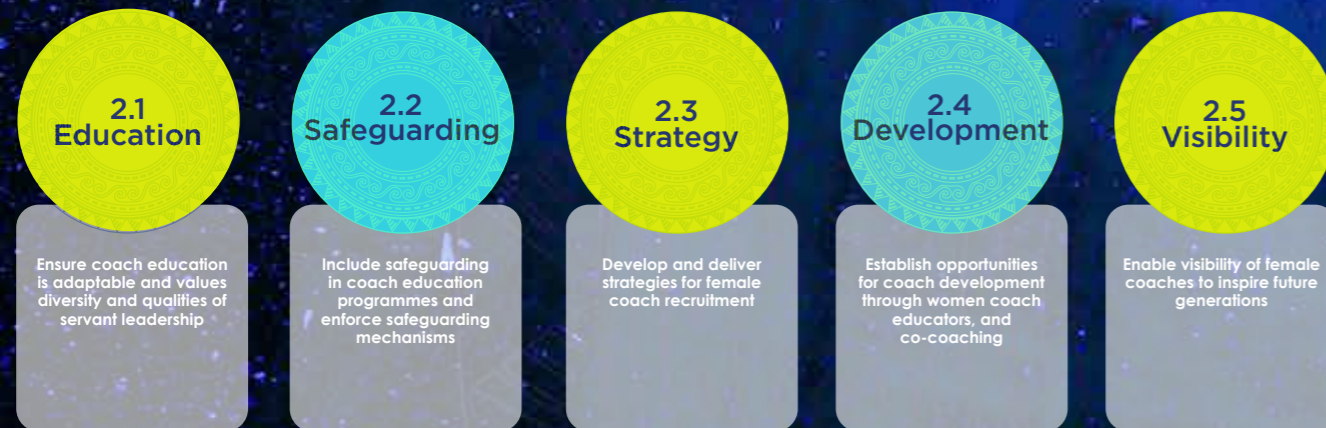 2.1
Education
Ensure coach education
is adaptable and values
diversity and qualities of
servant leadership
2.2
Safeguarding
Include safeguarding
in coach education
programmes and
enforce safeguarding
mechanisms
2.3
Strategy
Develop and deliver
strategies for female
coach recruitment
2.4
Development
Establish opportunities
for coach development
through women coach
educators, and
co-coaching
2.5
Visibility
Enable visibility of female
coaches to inspire future
generations